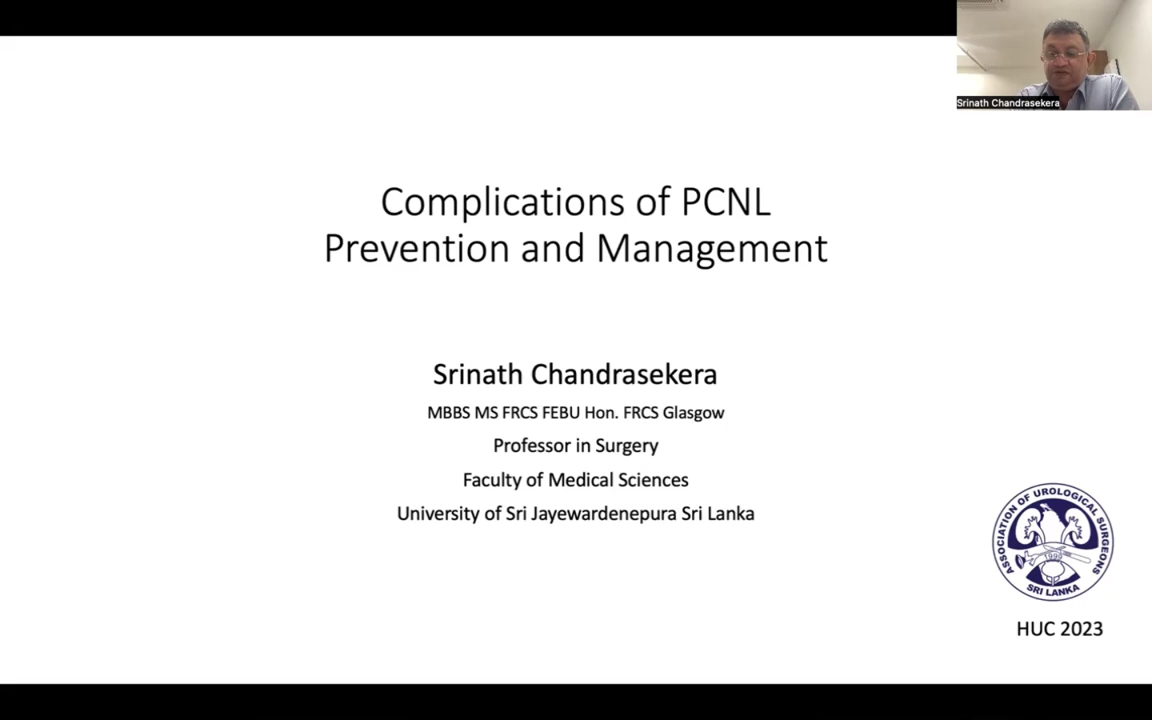 Srinath Chandrasekera
Complications of PCNL
Prevention and Management
Srinath Chandrasekera
MBBS MS FRCS FEBU Hon. FRCS Glasgow
Professor in Surgery
Faculty of Medical Sciences
University of Sri Jayewardenepura Sri Lanka
ASSOCIATION OF UROLOGICAL SURGEONS
SRI LANKA
HUC 2023